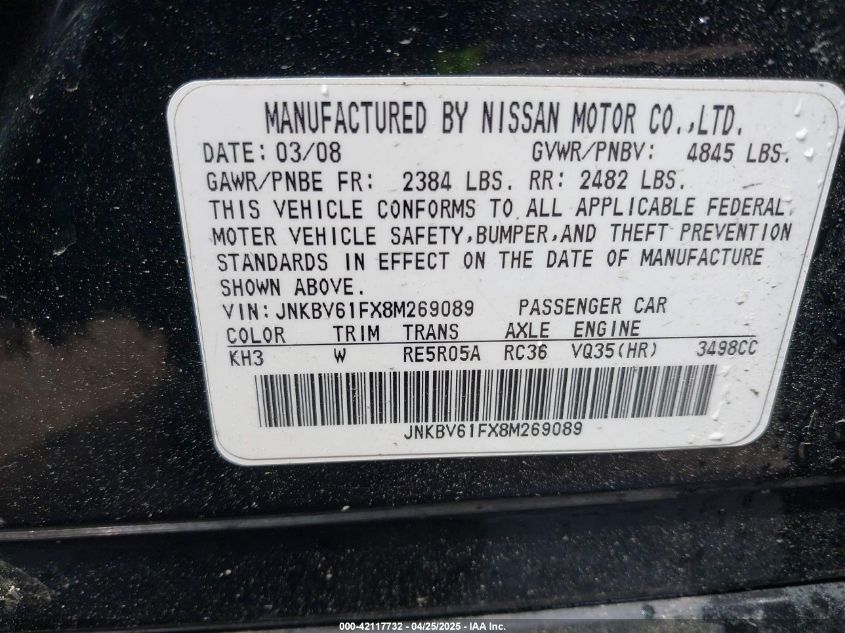 MANUFACTURED BY NISSAN MOTOR CO.,LTD.
DATE: 03/08 GVWR/PNBV: 4845 LBS.
GAWR/PNBE FR: 2384 LBS. RR: 2482 LBS.
THIS VEHICLE CONFORMS TO ALL APPLICABLE FEDERAL
MOTER VEHICLE SAFETY,BUMPER,AND THEFT PREVENTION
STANDARDS IN EFFECT ON THE DATE OF MANUFACTURE
SHOWN ABOVE.
VIN: JNKBV61FX8M269089 PASSENGER CAR
COLOR TRIM TRANS AXLE ENGINE
KH3 W RE5R05A RC36 VQ35(HR) 3498CC
JNKBV61FX8M269089
000-42117732 - 04/25/2025 - IAA Inc.